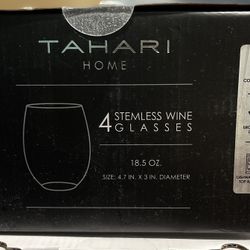 TAHARI
HOME
4 STEMLESS WINE
GLASSES
18.5 OZ.
SIZE: 4.7 IN. X 3 IN. DIAMETER